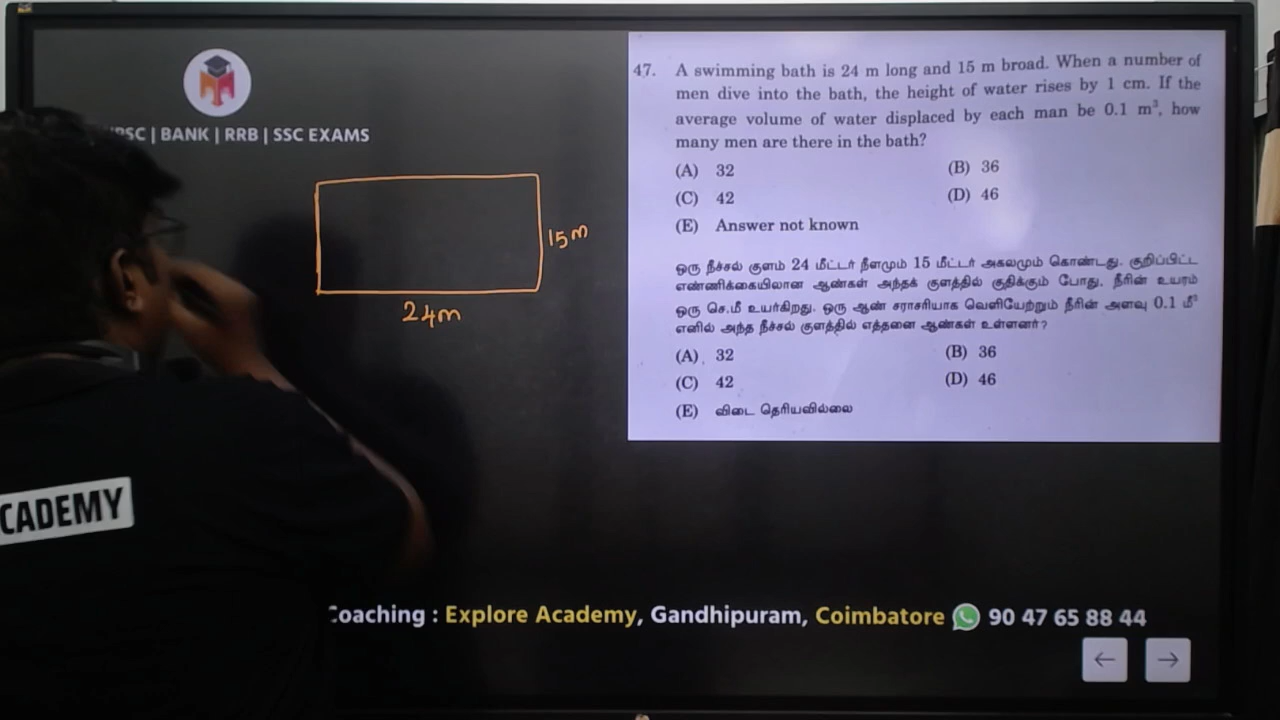 | BANK | RRB | SSC EXAMS
15m
24m
47. A swimming bath is 24 m long and 15 m broad. When a number of
men dive into the bath, the height of water rises by 1 cm. If the
average volume of water displaced by each man be 0.1 m³, how
many men are there in the bath?
(A) 32 (B) 36
(C) 42 (D) 46
(E) Answer not known
ஒரு நீச்சல் குளம் 24 மீட்டர் நீளமும் 15 மீட்டர் அகலமும் கொண்டது. குறிப்பிட்ட
எண்ணிக்கையிலான ஆண்கள் அந்தக் குளத்தில் குதிக்கும் போது, நீரின் உயரம்
ஒரு செ.மீ உயர்கிறது. ஒரு ஆண் சராசரியாக வெளியேற்றும் நீரின் அளவு 0.1 மீ³
எனில் அந்த நீச்சல் குளத்தில் எத்தனை ஆண்கள் உள்ளனர்?
(A) 32 (B) 36
(C) 42 (D) 46
(E) விடை தெரியவில்லை
CADEMY
Coaching : Explore Academy, Gandhipuram, Coimbatore 90 47 65 88 44